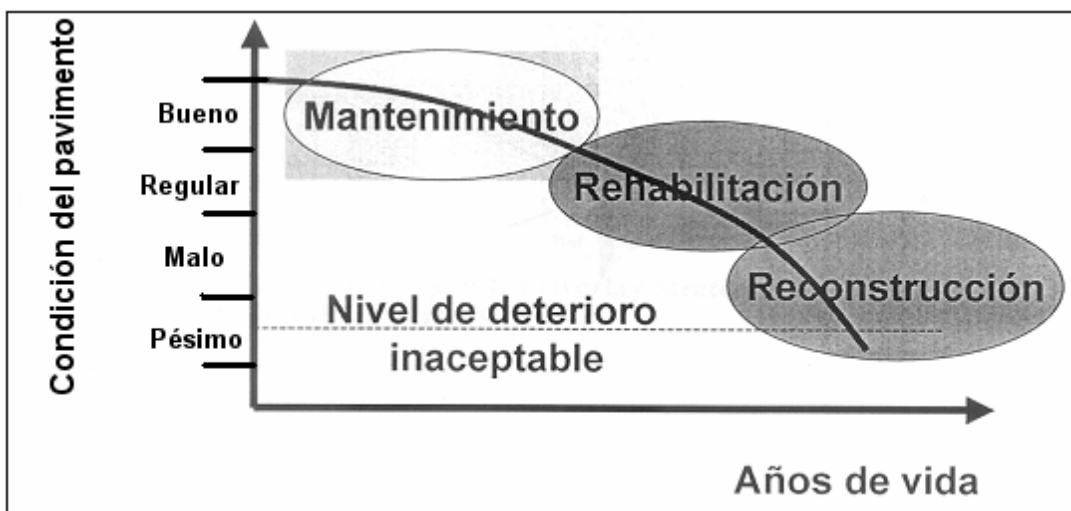 Condición del pavimento
Bueno
Regular
Malo
Pésimo
Mantenimiento
Rehabilitación
Reconstrucción
Nivel de deterioro
inaceptable
Años de vida